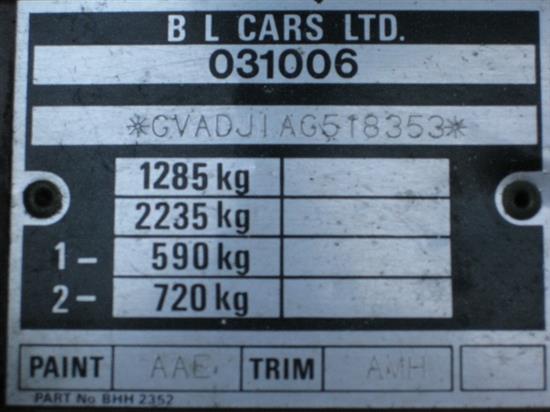 B L CARS LTD.
031006
*GVADJ1AG518353*
1285 kg
2235 kg
1- 590 kg
2- 720 kg
PAINT AAE TRIM AMH
PART No BHH 2352